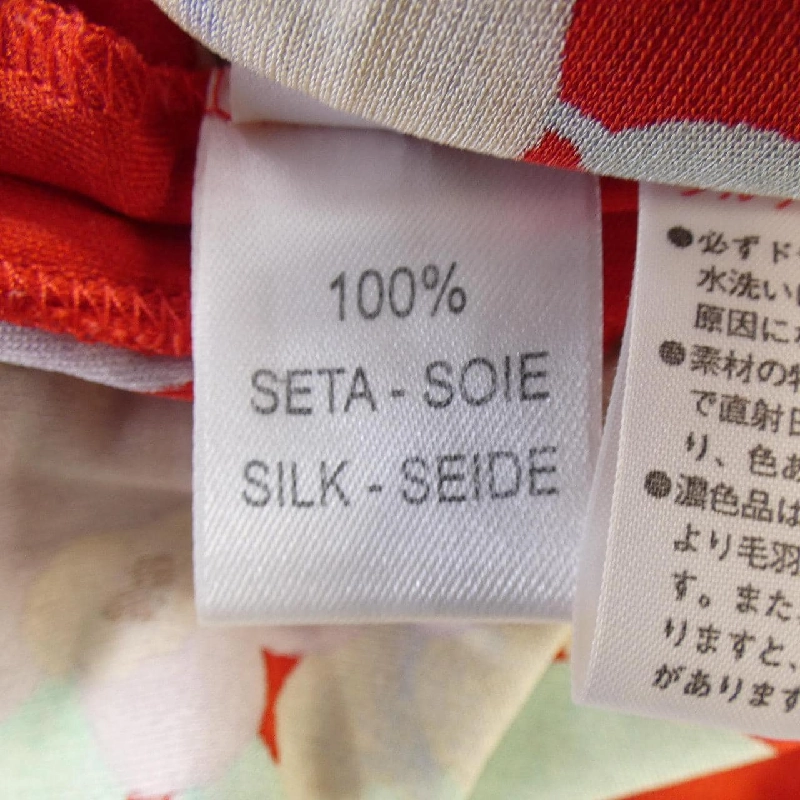 100%
SETA - SOIE
SILK - SEIDE
●必ずド
水洗い
原因に
●素材の特
で直射日
り、色あ
●濃色品は
より毛羽
す。また
りますと、
があります